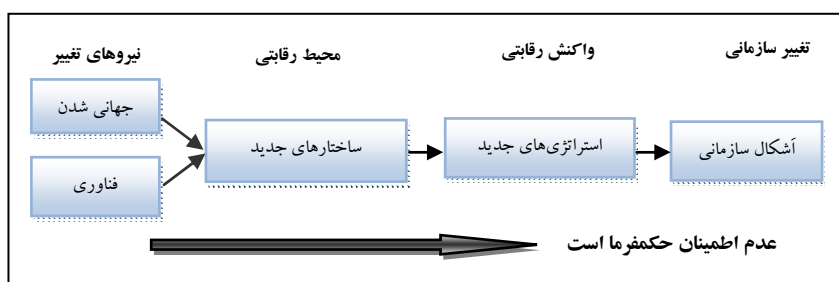 نیروهای تغییر
محیط رقابتی
واکنش رقابتی
تغییر سازمانی
جهانی شدن
فناوری
ساختارهای جدید
استراتژی‌های جدید
اَشکال سازمانی
عدم اطمینان حکمفرما است